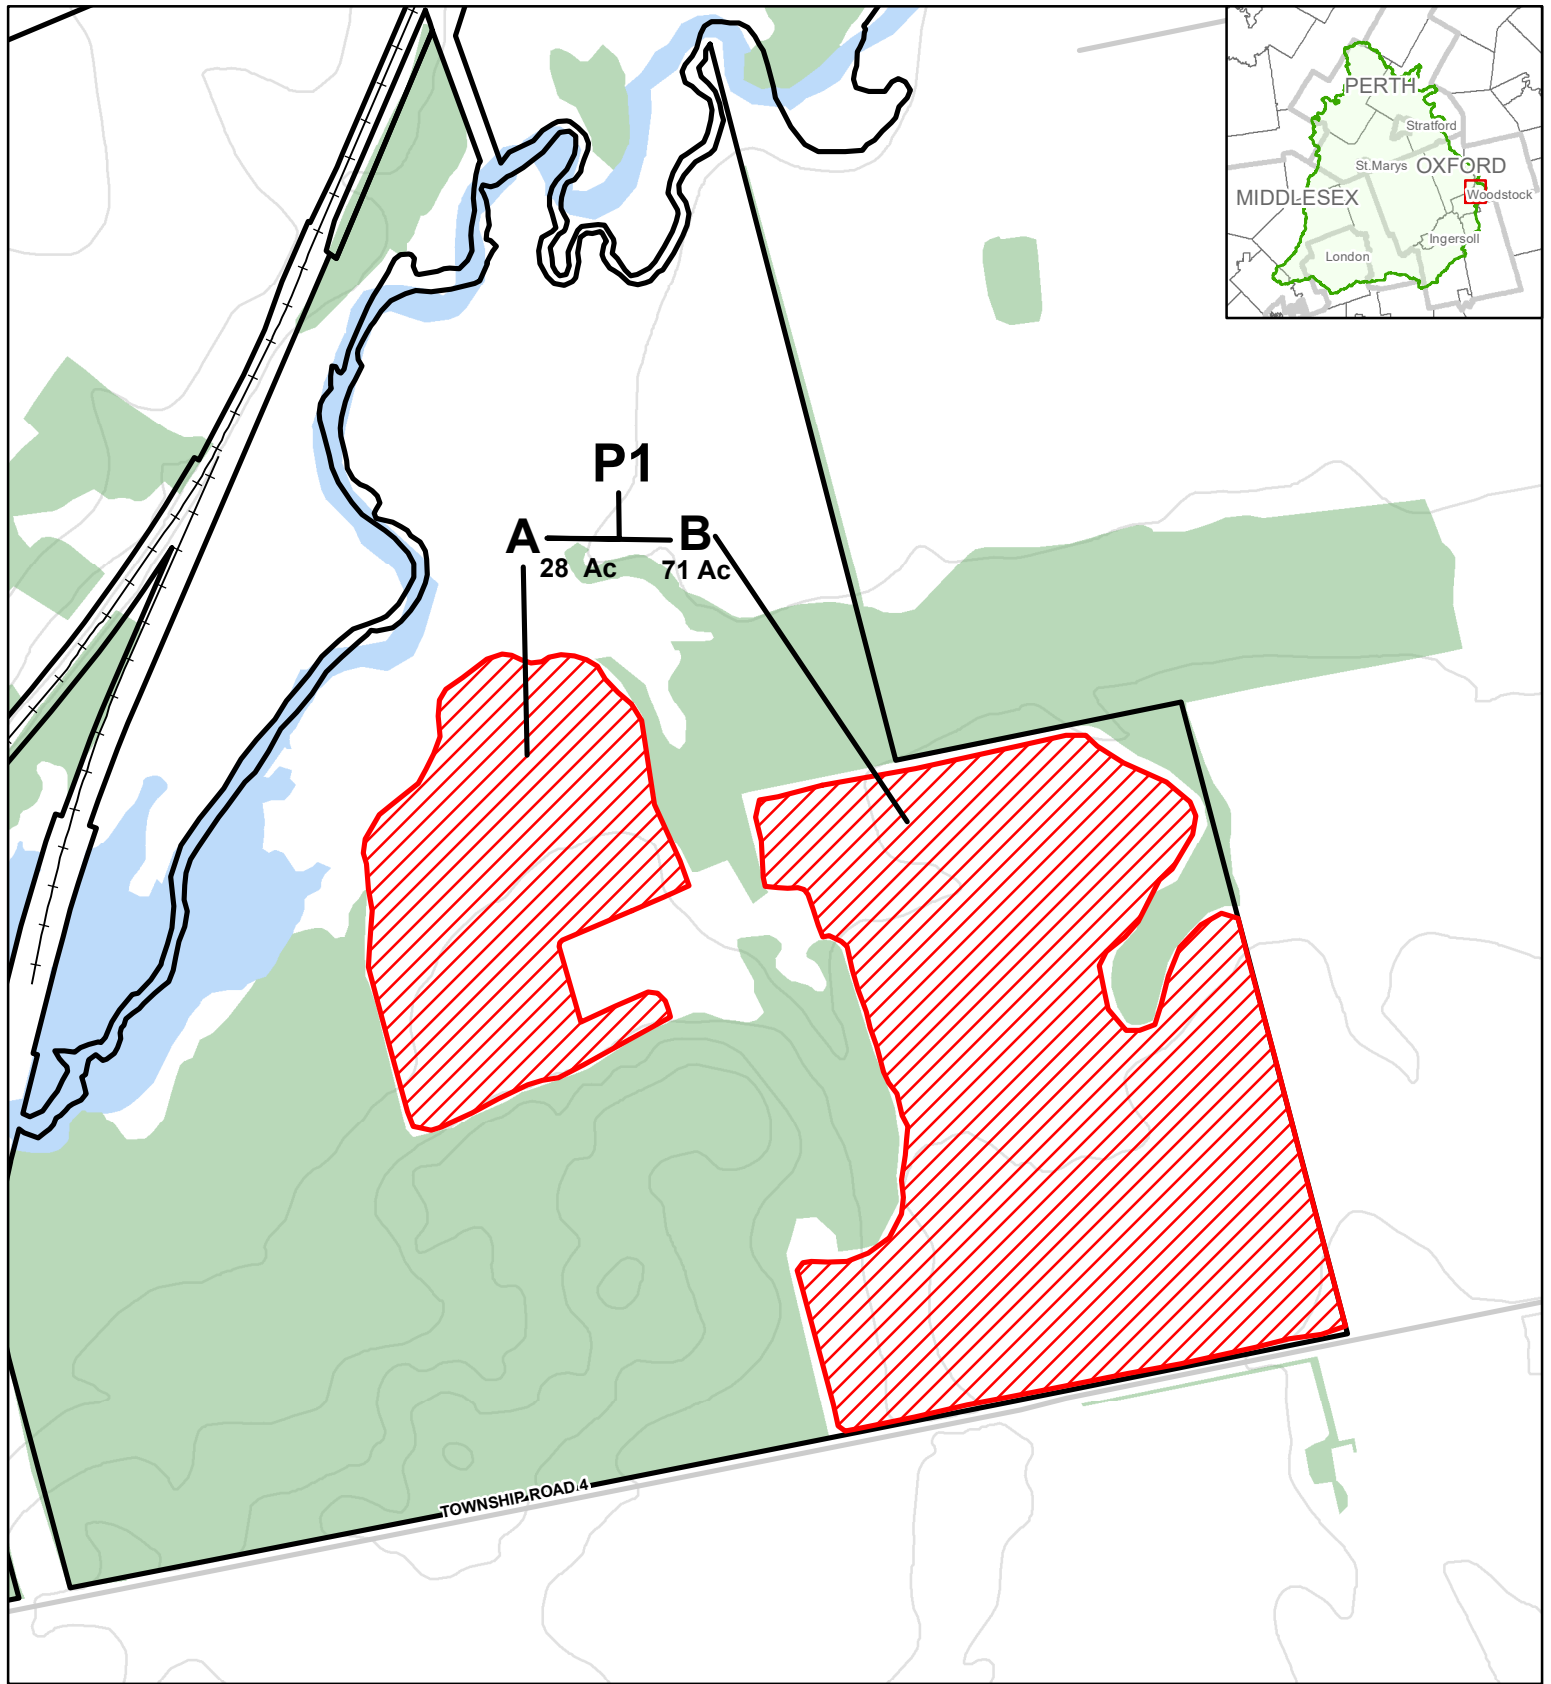 PERTH
Stratford
St.Marys
OXFORD
MIDDLESEX
Woodstock
Ingersoll
London
P1
A
B
28 Ac
71 Ac
TOWNSHIP ROAD 4